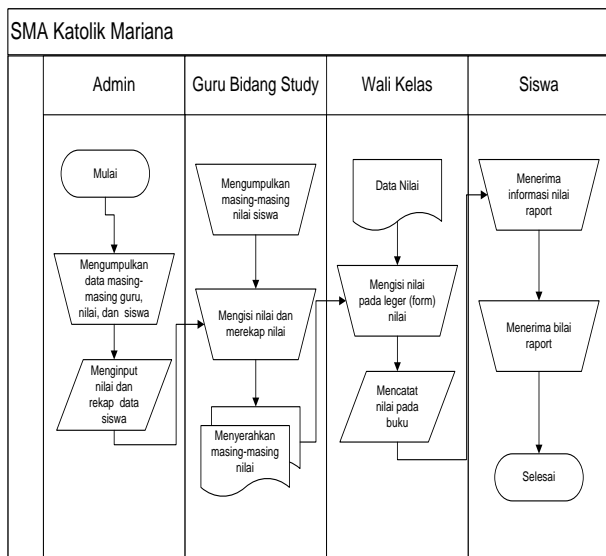 SMA Katolik Mariana
Admin
Guru Bidang Study
Wali Kelas
Siswa
Mulai
Mengumpulkan
data masing-
masing guru,
nilai, dan siswa
Menginput
nilai dan
rekap data
siswa
Mengumpulkan
masing-masing
nilai siswa
Mengisi nilai dan
merekap nilai
Menyerahkan
masing-masing
nilai
Data Nilai
Mengisi nilai
pada leger (form)
nilai
Mencatat
nilai pada
buku
Menerima
informasi nilai
raport
Menerima bilai
raport
Selesai